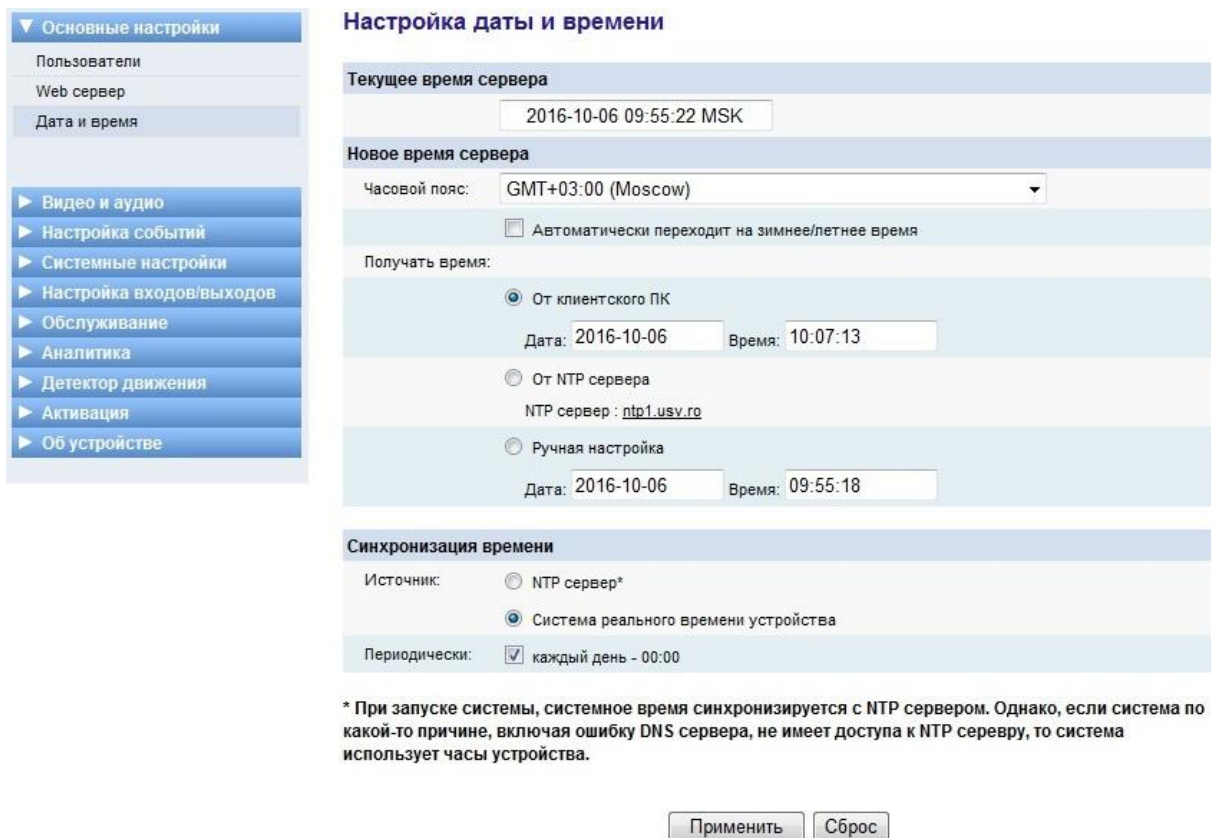 Основные настройки
Пользователи
Web сервер
Дата и время
Видео и аудио
Настройка событий
Системные настройки
Настройка входов/выходов
Обслуживание
Аналитика
Детектор движения
Активация
Об устройстве
Настройка даты и времени
Текущее время сервера
2016-10-06 09:55:22 MSK
Новое время сервера
Часовой пояс: GMT+03:00 (Moscow)
Автоматически переходит на зимнее/летнее время
Получать время:
От клиентского ПК
Дата: 2016-10-06 Время: 10:07:13
От NTP сервера
NTP сервер : ntp1.usv.ro
Ручная настройка
Дата: 2016-10-06 Время: 09:55:18
Синхронизация времени
Источник: NTP сервер*
Система реального времени устройства
Периодически: каждый день - 00:00
* При запуске системы, системное время синхронизируется с NTP сервером. Однако, если система по
какой-то причине, включая ошибку DNS сервера, не имеет доступа к NTP серевру, то система
использует часы устройства.
Применить Сброс